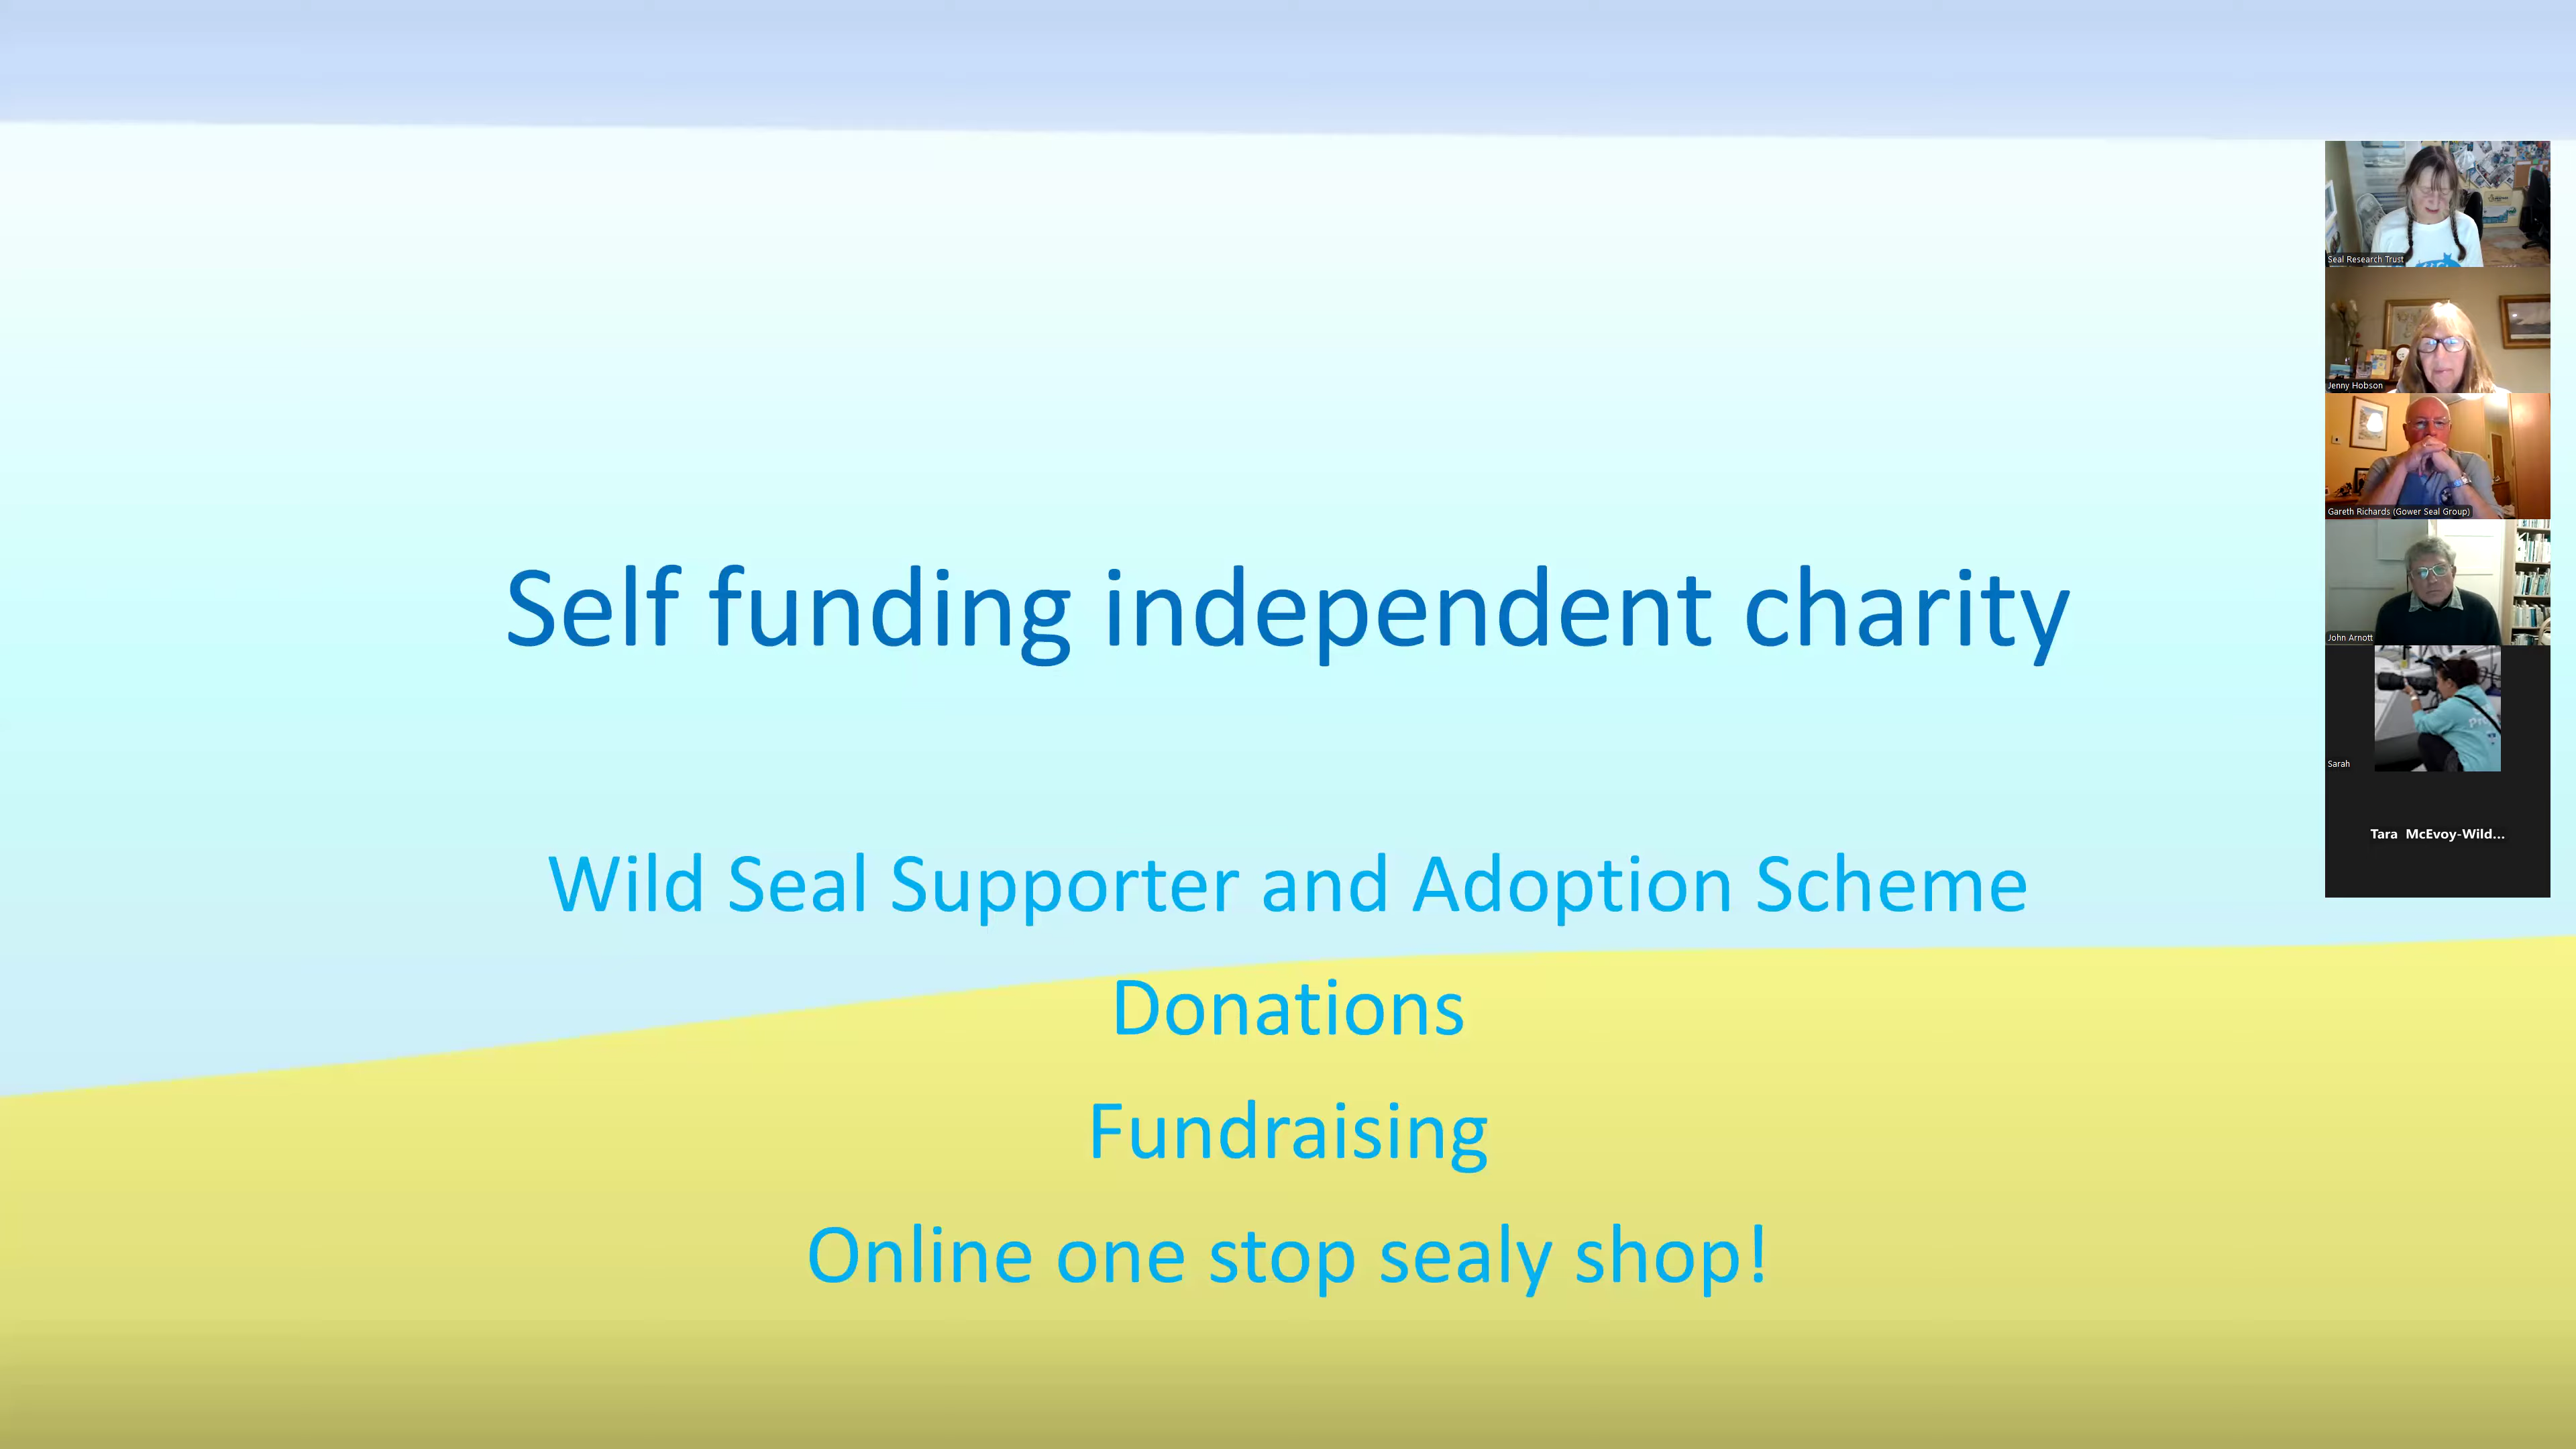 Self funding independent charity
Wild Seal Supporter and Adoption Scheme
Donations
Fundraising
Online one stop sealy shop!
Seal Research Trust
Jenny Hobson
Gareth Richards (Gower Seal Group)
John Arnott
Sarah
Tara McEvoy-Wild...